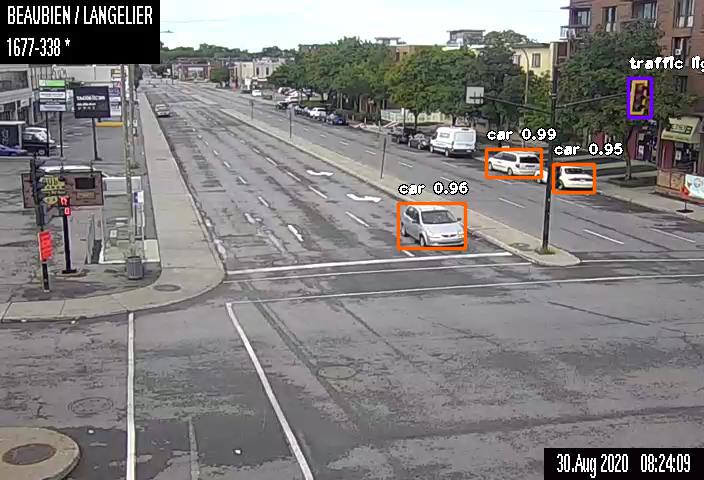 BEAUBIEN / LANGELIER
1677-338 *
traffic lig
car 0.99
car 0.95
car 0.96
30.Aug 2020 08:24:09